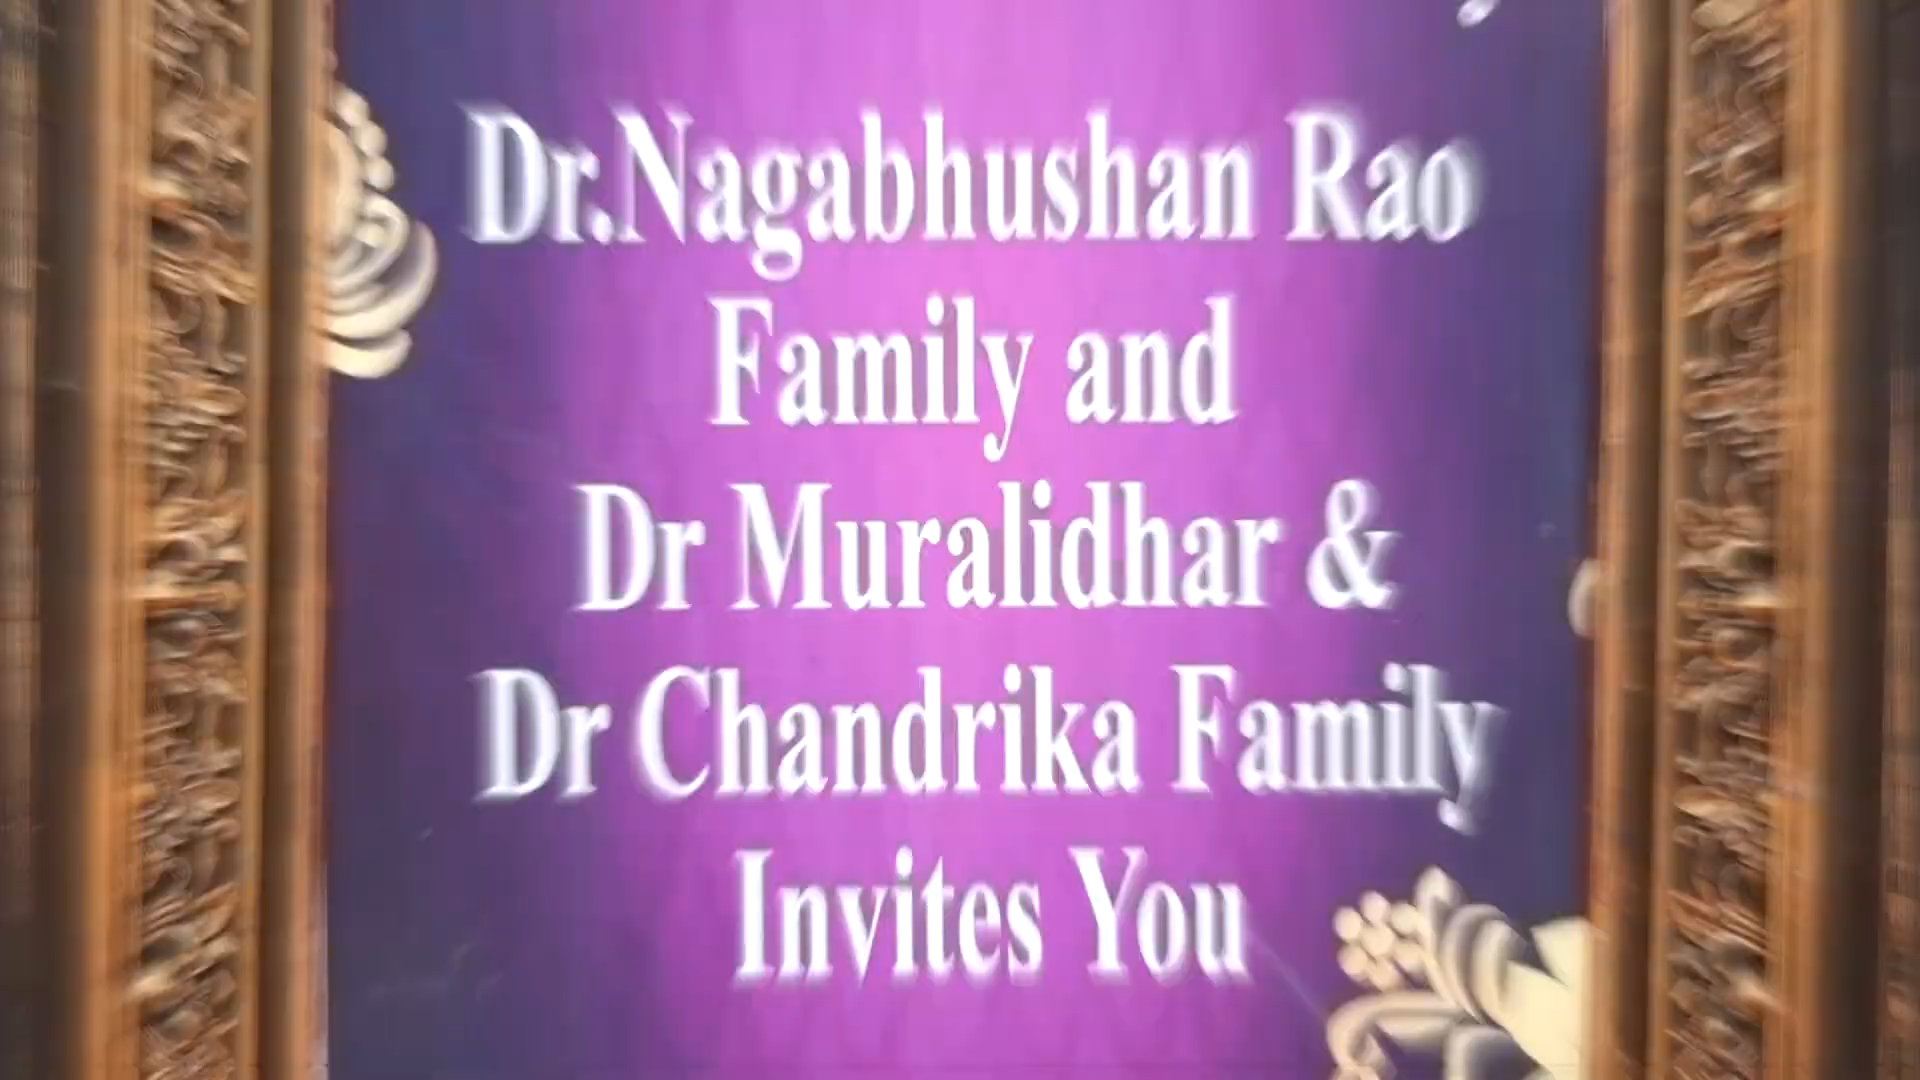 Dr.Nagabhushan Rao
Family and
Dr Muralidhar &
Dr Chandrika Family
Invites You